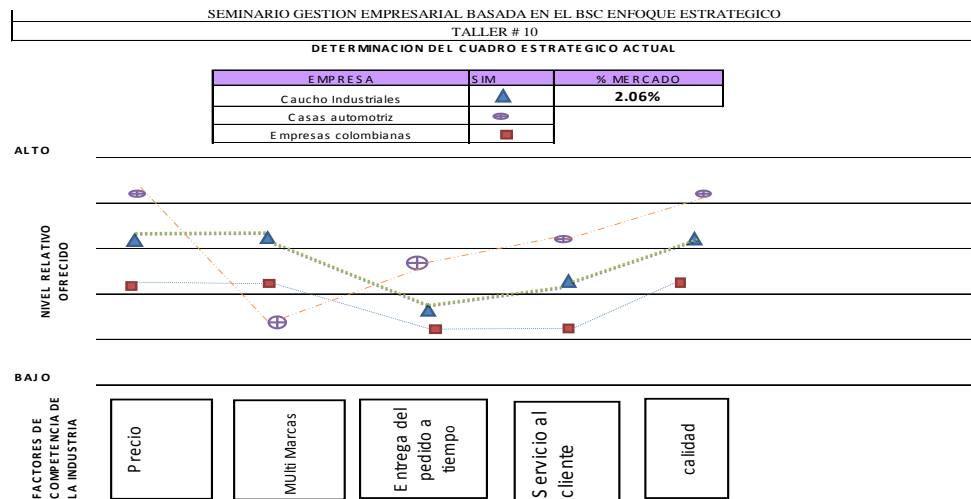 SEMINARIO GESTION EMPRESARIAL BASADA EN EL BSC ENFOQUE ESTRATEGICO
TALLER # 10
DETERMINACION DEL CUADRO ESTRATEGICO ACTUAL
EMPRESA SIM % MERCADO
Caucho Industriales 2.06%
Casas automotriz
Empresas colombianas
ALTO
NIVEL RELATIVO
OFRECIDO
BAJO
FACTORES DE
COMPETENCIA DE
LA INDUSTRIA
Precio
MUlti Marcas
Entrega del
pedido a
tiempo
Servicio al
cliente
calidad